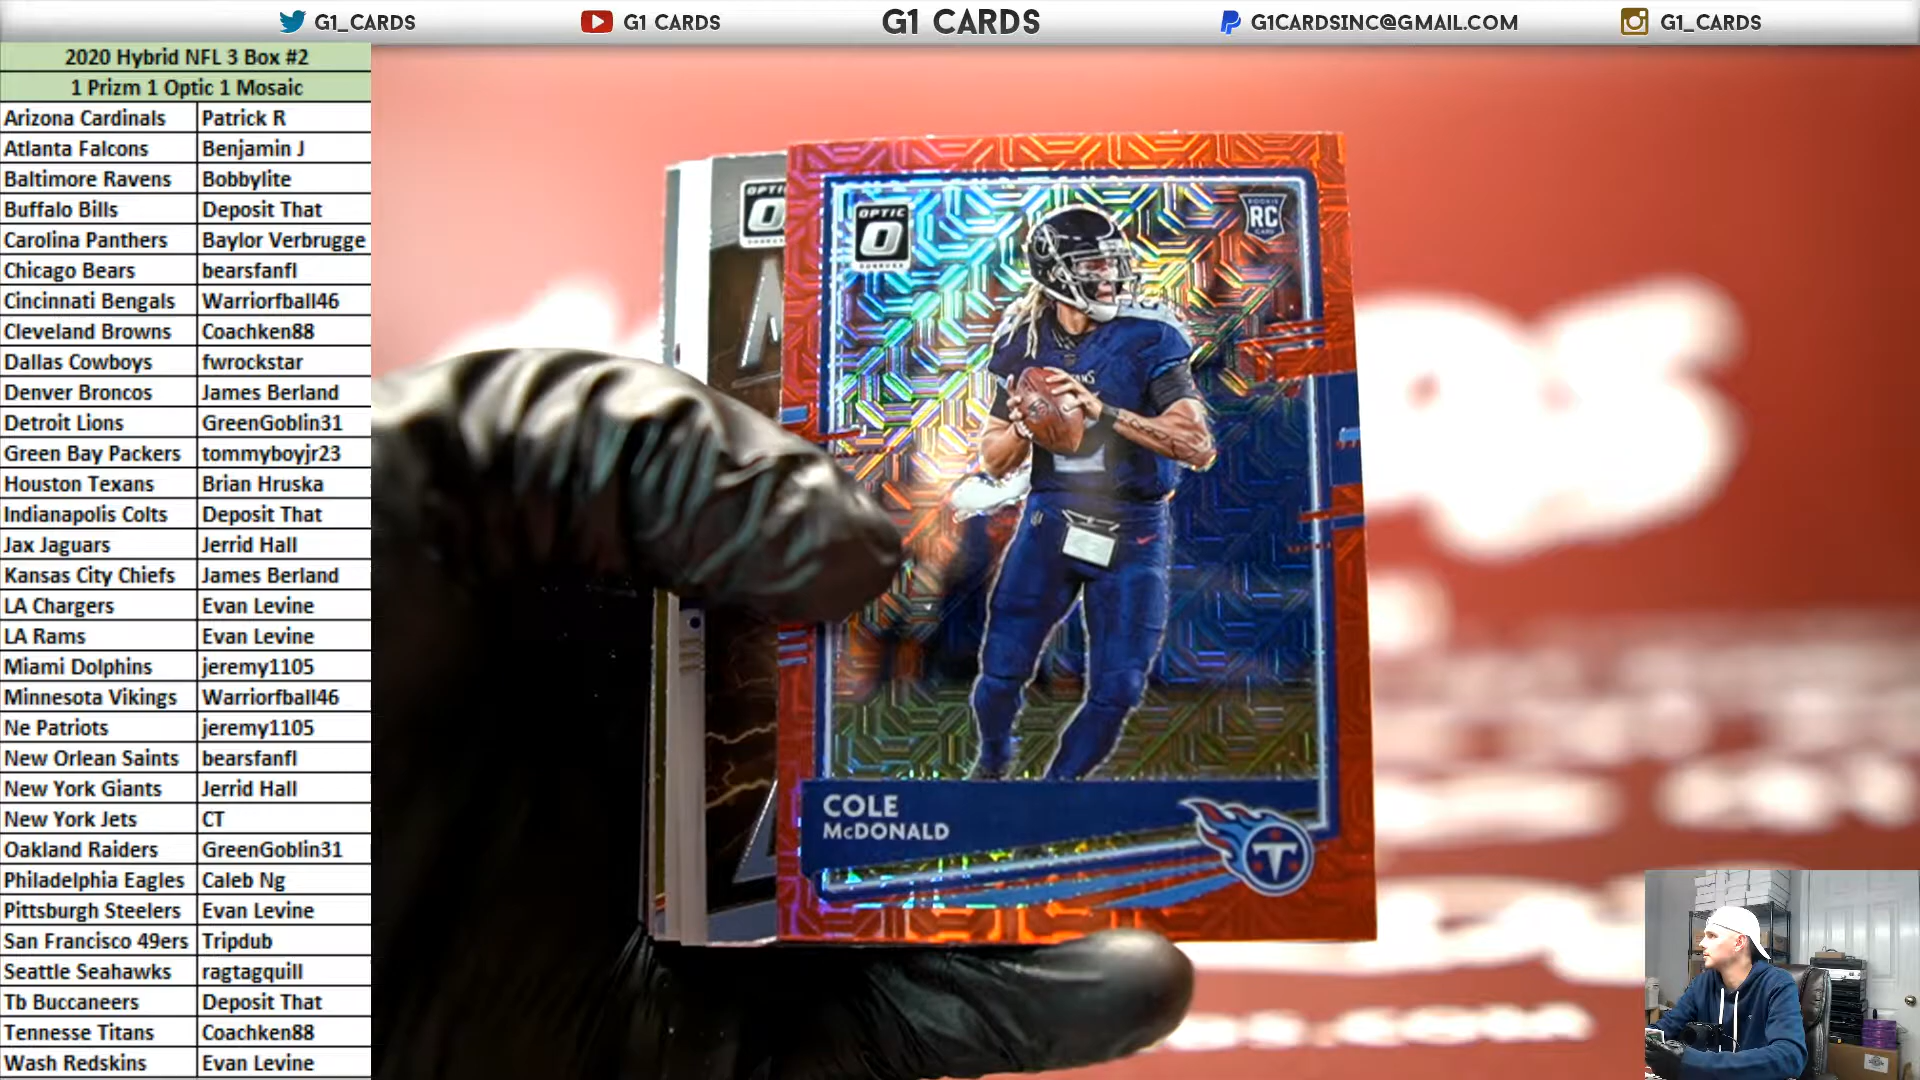 G1_CARDS G1 CARDS G1 CARDS G1CARDSINC@GMAIL.COM G1_CARDS
2020 Hybrid NFL 3 Box #2
1 Prizm 1 Optic 1 Mosaic
Arizona Cardinals Patrick R
Atlanta Falcons Benjamin J
Baltimore Ravens Bobbylite
Buffalo Bills Deposit That
Carolina Panthers Baylor Verbrugge
Chicago Bears bearsfanfl
Cincinnati Bengals Warriorfball46
Cleveland Browns Coachken88
Dallas Cowboys fwrockstar
Denver Broncos James Berland
Detroit Lions GreenGoblin31
Green Bay Packers tommyboyjr23
Houston Texans Brian Hruska
Indianapolis Colts Deposit That
Jax Jaguars Jerrid Hall
Kansas City Chiefs James Berland
LA Chargers Evan Levine
LA Rams Evan Levine
Miami Dolphins jeremy1105
Minnesota Vikings Warriorfball46
Ne Patriots jeremy1105
New Orlean Saints bearsfanfl
New York Giants Jerrid Hall
New York Jets CT
Oakland Raiders GreenGoblin31
Philadelphia Eagles Caleb Ng
Pittsburgh Steelers Evan Levine
San Francisco 49ers Tripdub
Seattle Seahawks ragtagquill
Tb Buccaneers Deposit That
Tennesse Titans Coachken88
Wash Redskins Evan Levine
OPTIC
O
DONRUSS
ROOKIE
RC
CARD
COLE
McDONALD
T